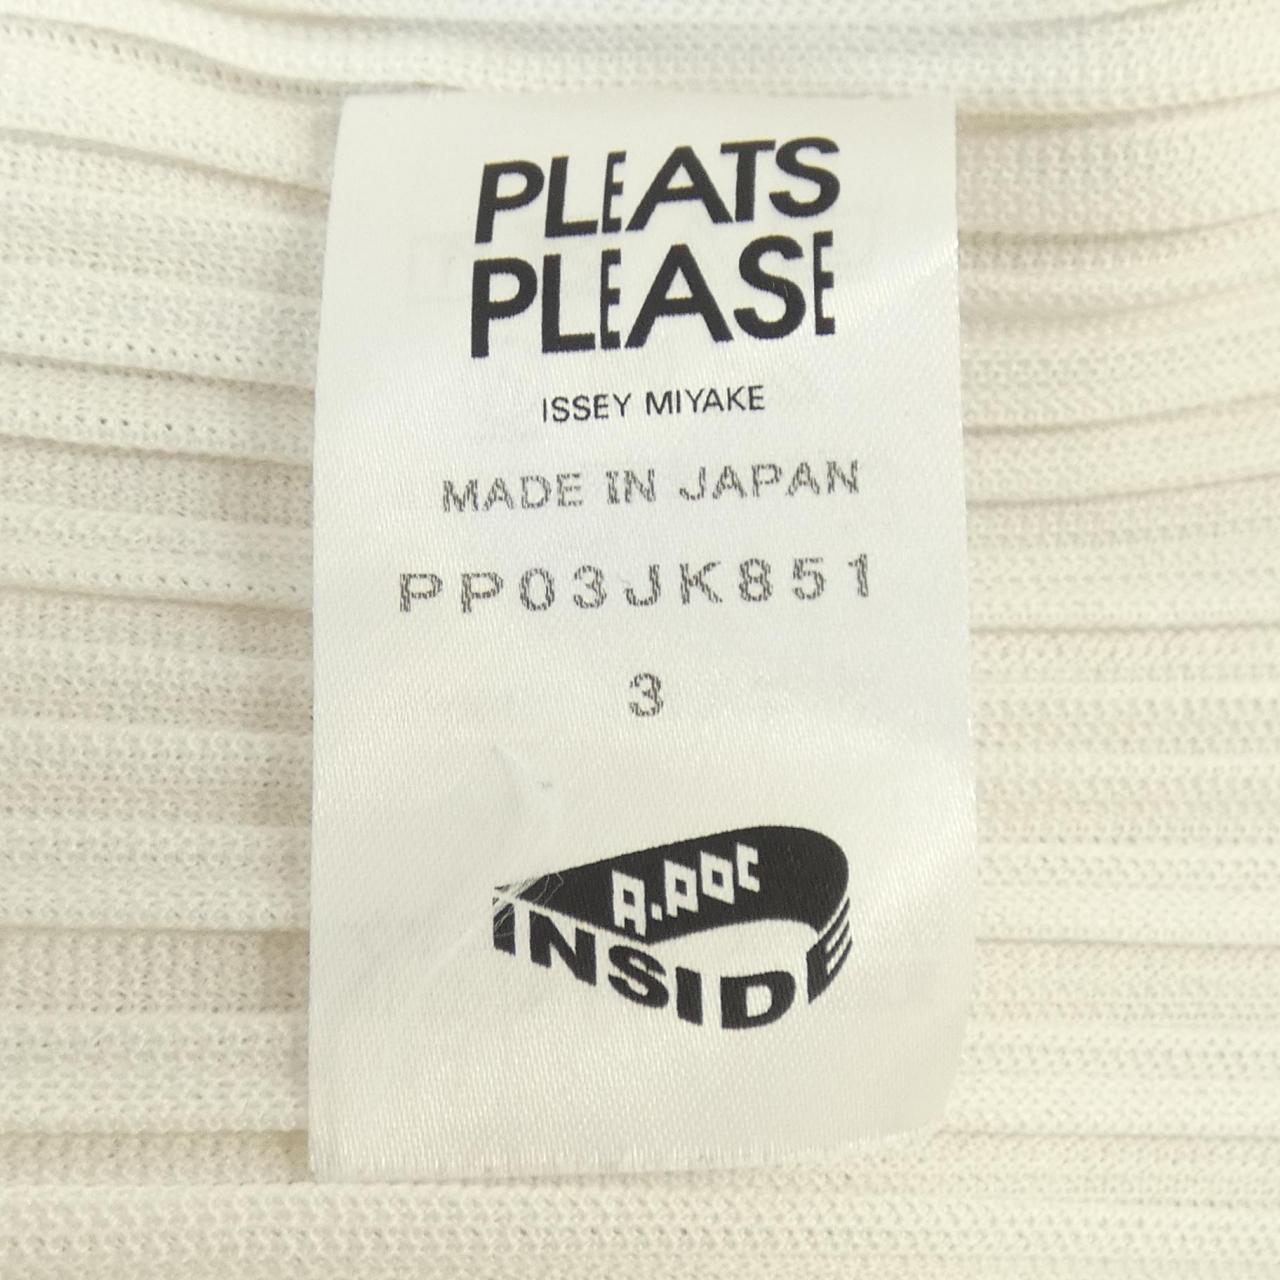 PLEATS
PLEASE
ISSEY MIYAKE
MADE IN JAPAN
PP03JK851
3
A.POC
INSIDE